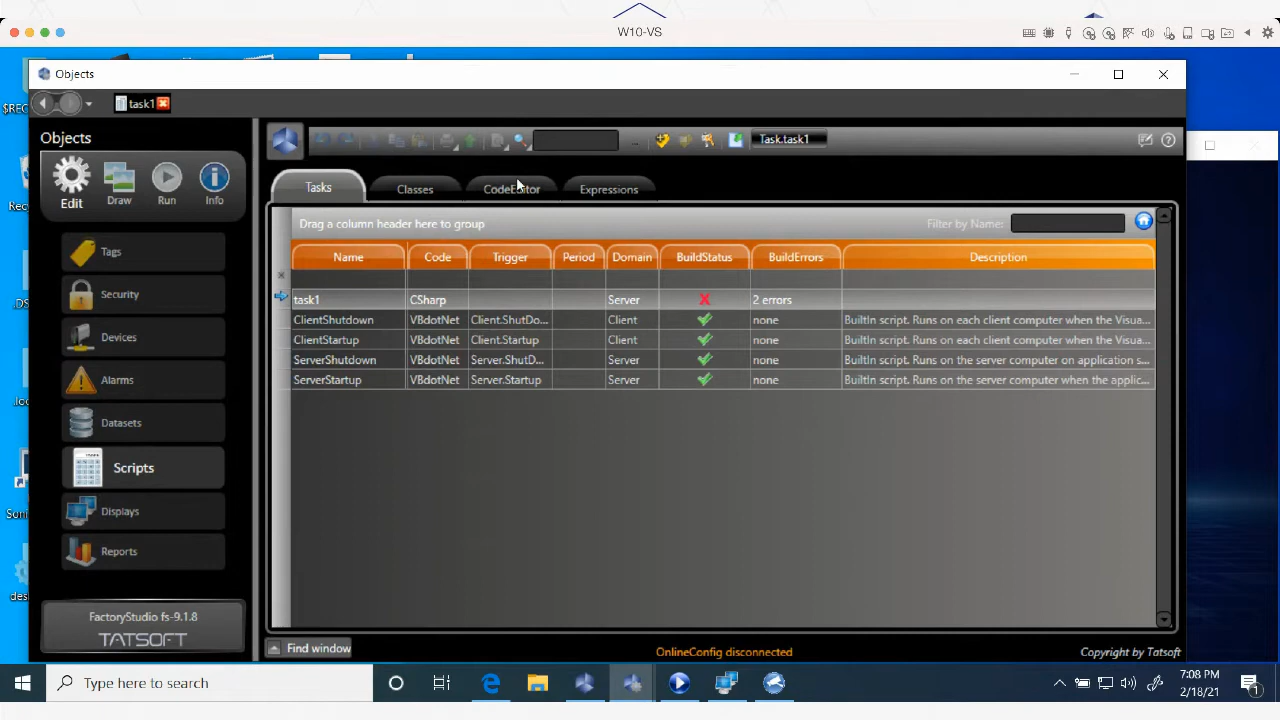 W10-VS
Objects
$REC
task1
Objects
Edit
Draw
Run
Info
Task.task1
Tags
Security
Devices
Alarms
Datasets
Scripts
Displays
Reports
FactoryStudio fs-9.1.8
TATSOFT
Tasks
Classes
CodeEditor
Expressions
Drag a column header here to group
Filter by Name:
Name Code Trigger Period Domain BuildStatus BuildErrors Description
task1 CSharp Server 2 errors
ClientShutdown VBdotNet Client.ShutDo... Client none BuiltIn script. Runs on each client computer when the Visua...
ClientStartup VBdotNet Client.Startup Client none BuiltIn script. Runs on each client computer when the Visua...
ServerShutdown VBdotNet Server.ShutD... Server none BuiltIn script. Runs on the server computer on application s...
ServerStartup VBdotNet Server.Startup Server none BuiltIn script. Runs on the server computer when the applic...
Find window
OnlineConfig disconnected
Copyright by Tatsoft
Type here to search
7:08 PM
2/18/21
1